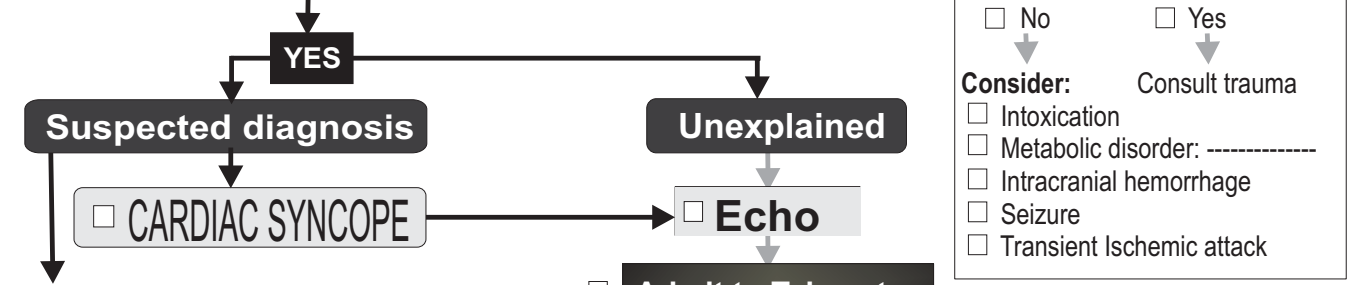 YES
Suspected diagnosis
Unexplained
CARDIAC SYNCOPE
Echo
No Yes
Consider: Consult trauma
Intoxication
Metabolic disorder: --------------
Intracranial hemorrhage
Seizure
Transient Ischemic attack